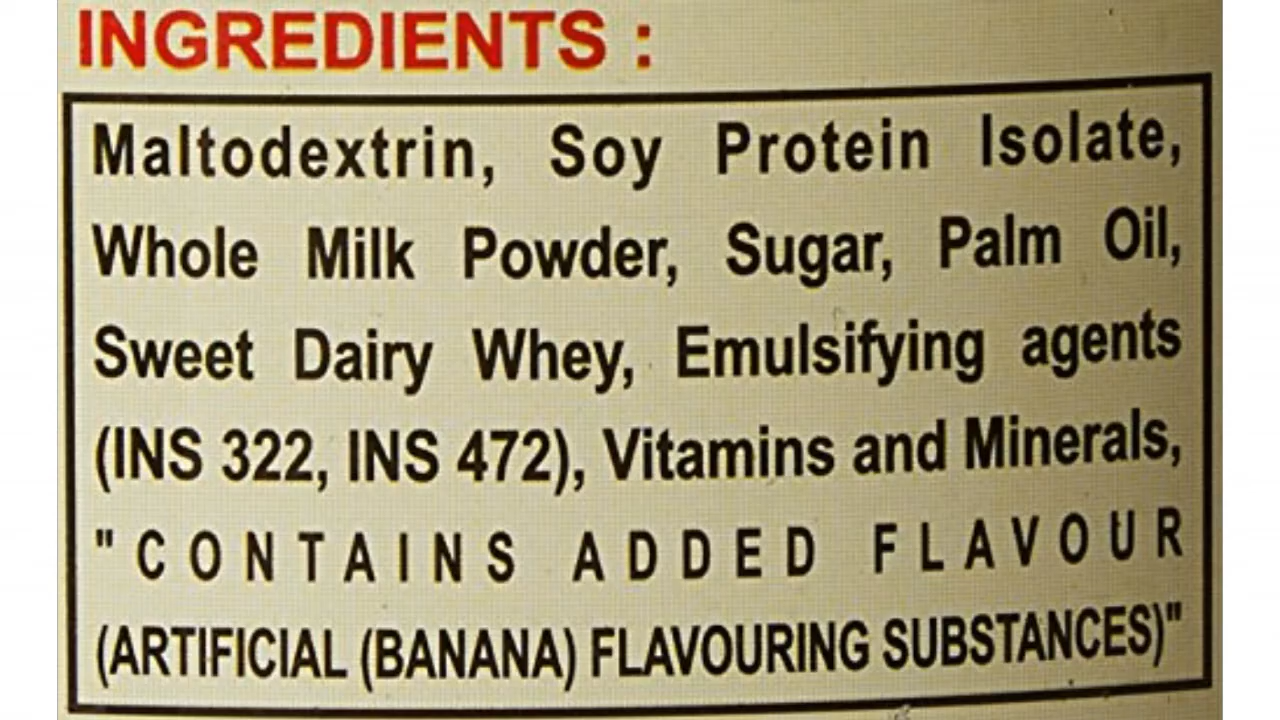 INGREDIENTS :
Maltodextrin, Soy Protein Isolate,
Whole Milk Powder, Sugar, Palm Oil,
Sweet Dairy Whey, Emulsifying agents
(INS 322, INS 472), Vitamins and Minerals,
"CONTAINS ADDED FLAVOUR
(ARTIFICIAL (BANANA) FLAVOURING SUBSTANCES)"